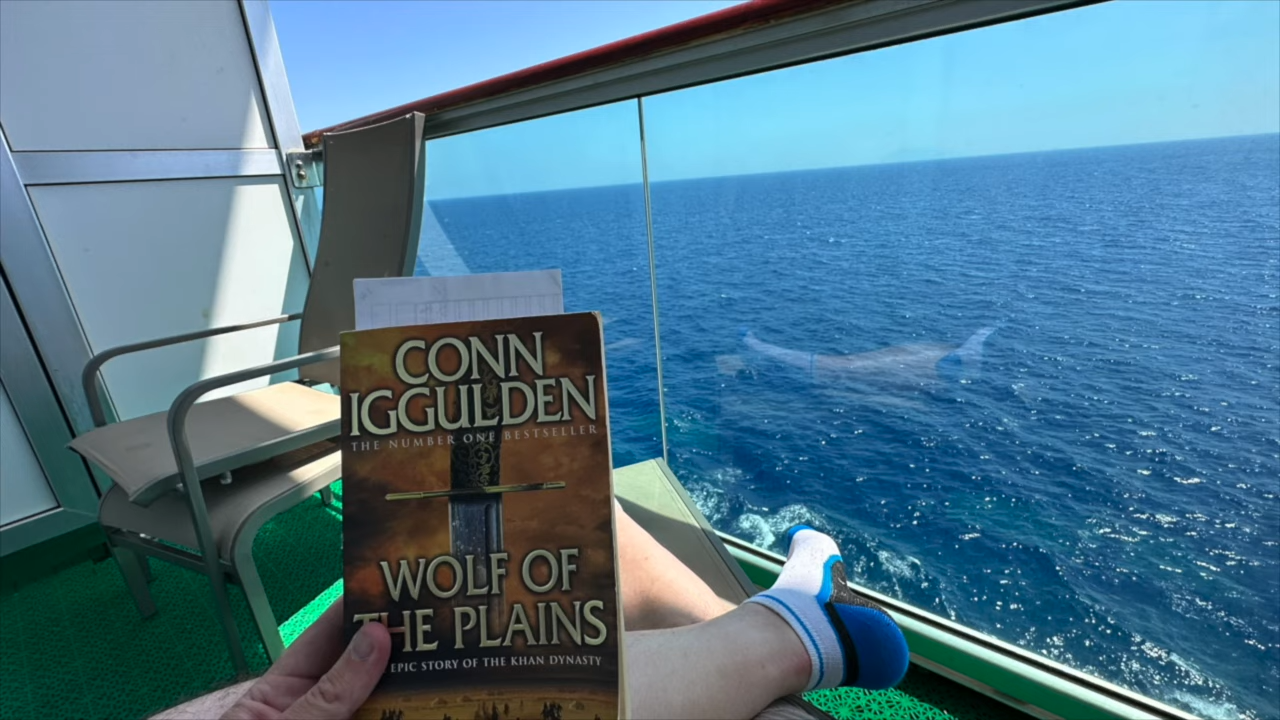 CONN
IGGULDEN
THE NUMBER ONE BESTSELLER
WOLF OF
THE PLAINS
EPIC STORY OF THE KHAN DYNASTY